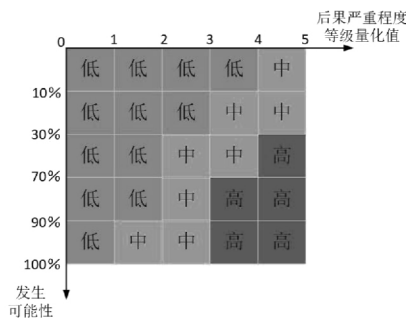 后果严重程度
等级量化值
0 1 2 3 4 5
低 低 低 低 中
10%
低 低 低 中 中
30%
低 低 中 中 高
70%
低 低 中 高 高
90%
低 中 中 高 高
100%
发生
可能性